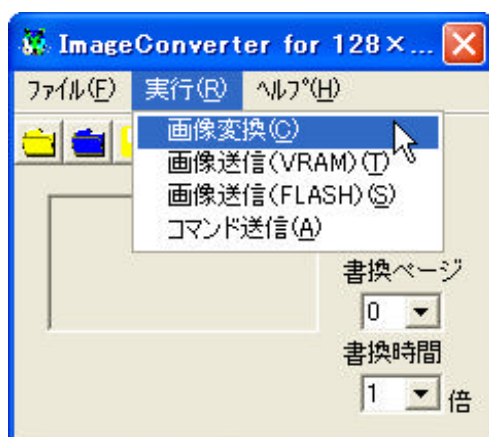 ImageConverter for 128×...
ファイル(F) 実行(R) ヘルプ(H)
画像変換(C)
画像送信(VRAM)(T)
画像送信(FLASH)(S)
コマンド送信(A)
書換ページ
0
書換時間
1 倍